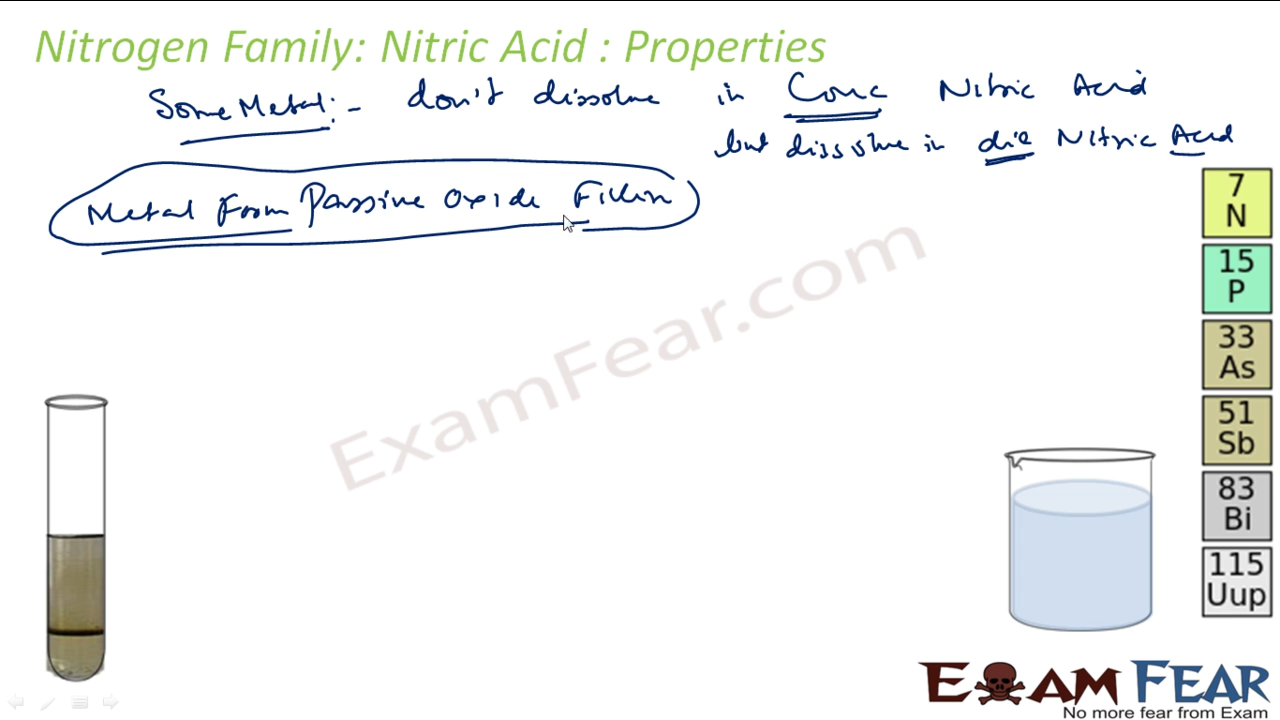 Nitrogen Family: Nitric Acid : Properties
Some Metal:- don't dissolve in Conc Nitric Acid
but dissolve in dil Nitric Acid
Metal Form Passive Oxide
7
N
15
P
33
As
51
Sb
83
Bi
115
Uup
ExamFear.com
EXAM FEAR
No more fear from Exam